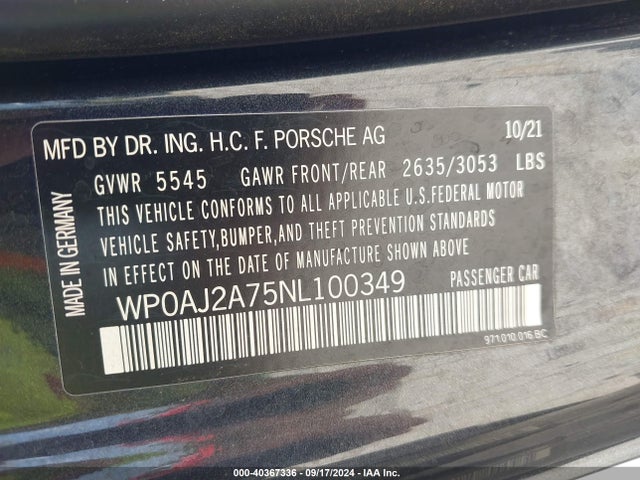 MFD BY DR. ING. H.C. F. PORSCHE AG 10/21
GVWR 5545 GAWR FRONT/REAR 2635/3053 LBS
THIS VEHICLE CONFORMS TO ALL APPLICABLE U.S.FEDERAL MOTOR
VEHICLE SAFETY,BUMPER,AND THEFT PREVENTION STANDARDS
IN EFFECT ON THE DATE OF MANUFACTURE SHOWN ABOVE
WP0AJ2A75NL100349 PASSENGER CAR
971.010.016 BC
MADE IN GERMANY
000-40367336 - 09/17/2024 - IAA Inc.